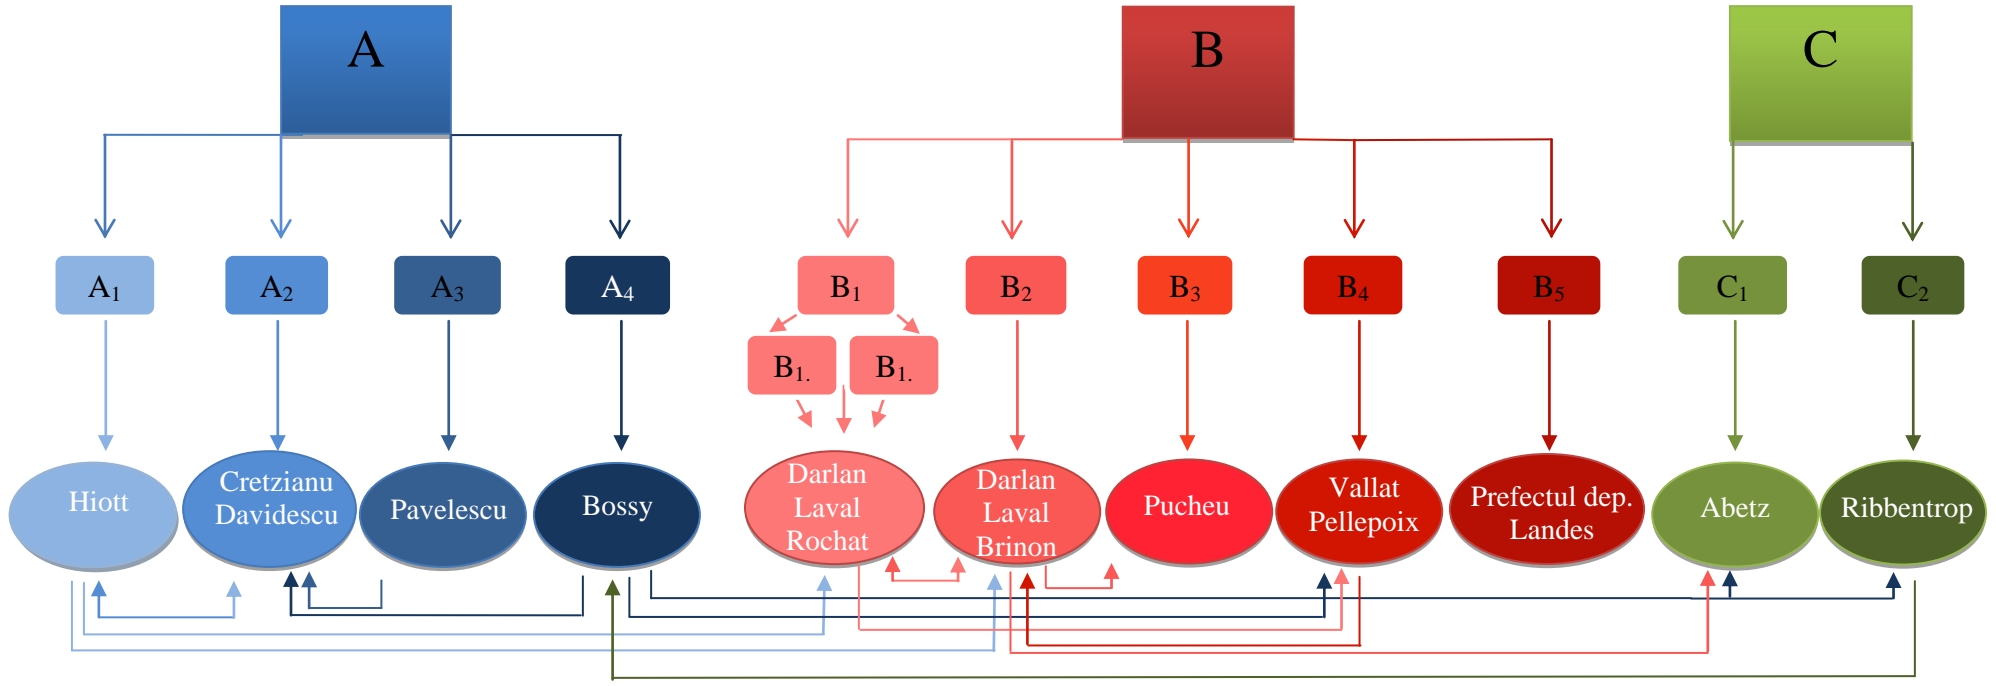 A
B
C
A1
A2
A3
A4
B1
B2
B3
B4
B5
C1
C2
B1.
B1.
Hiott
Cretzianu
Davidescu
Pavelescu
Bossy
Darlan
Laval
Rochat
Darlan
Laval
Brinon
Pucheu
Vallat
Pellepoix
Prefectul dep.
Landes
Abetz
Ribbentrop